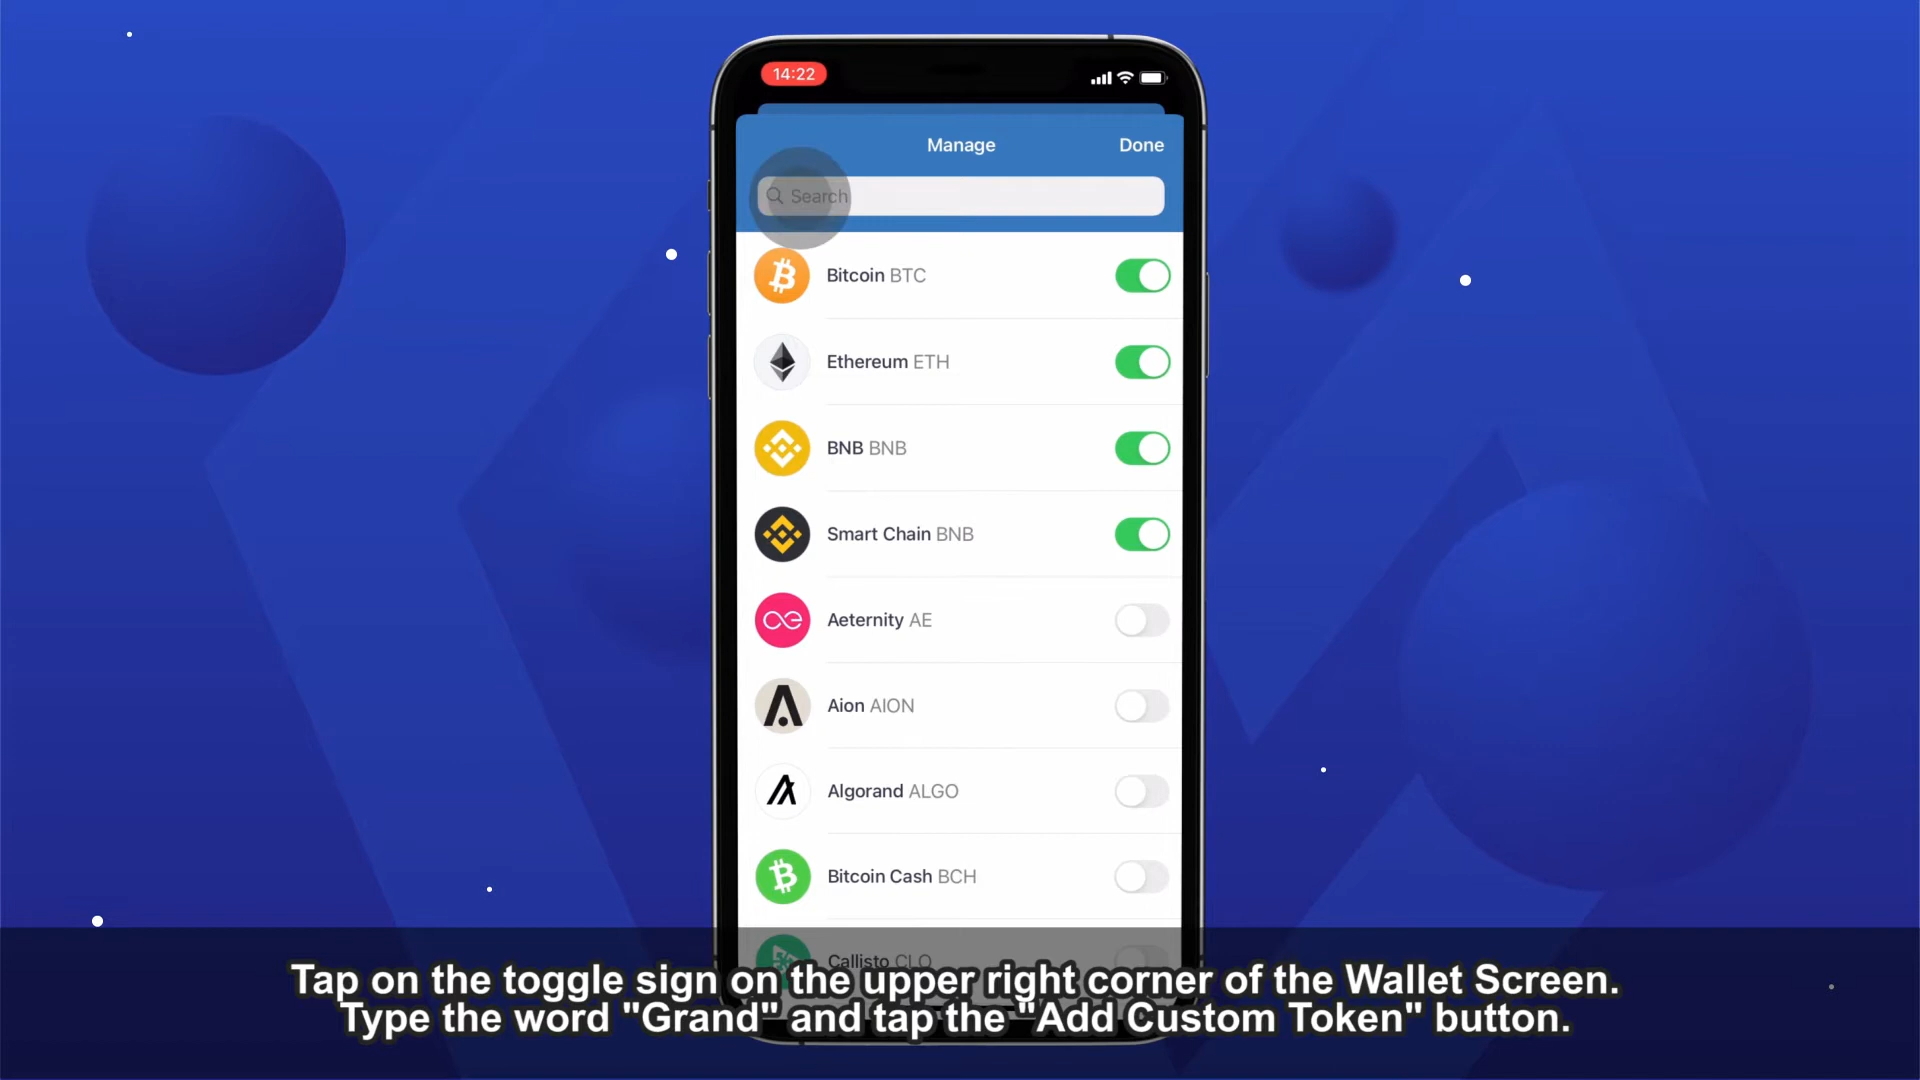 14:22
Manage
Done
Search
Bitcoin BTC
Ethereum ETH
BNB BNB
Smart Chain BNB
Aeternity AE
Aion AION
Algorand ALGO
Bitcoin Cash BCH
Callisto CLO
Tap on the toggle sign on the upper right corner of the Wallet Screen.
Type the word "Grand" and tap the "Add Custom Token" button.